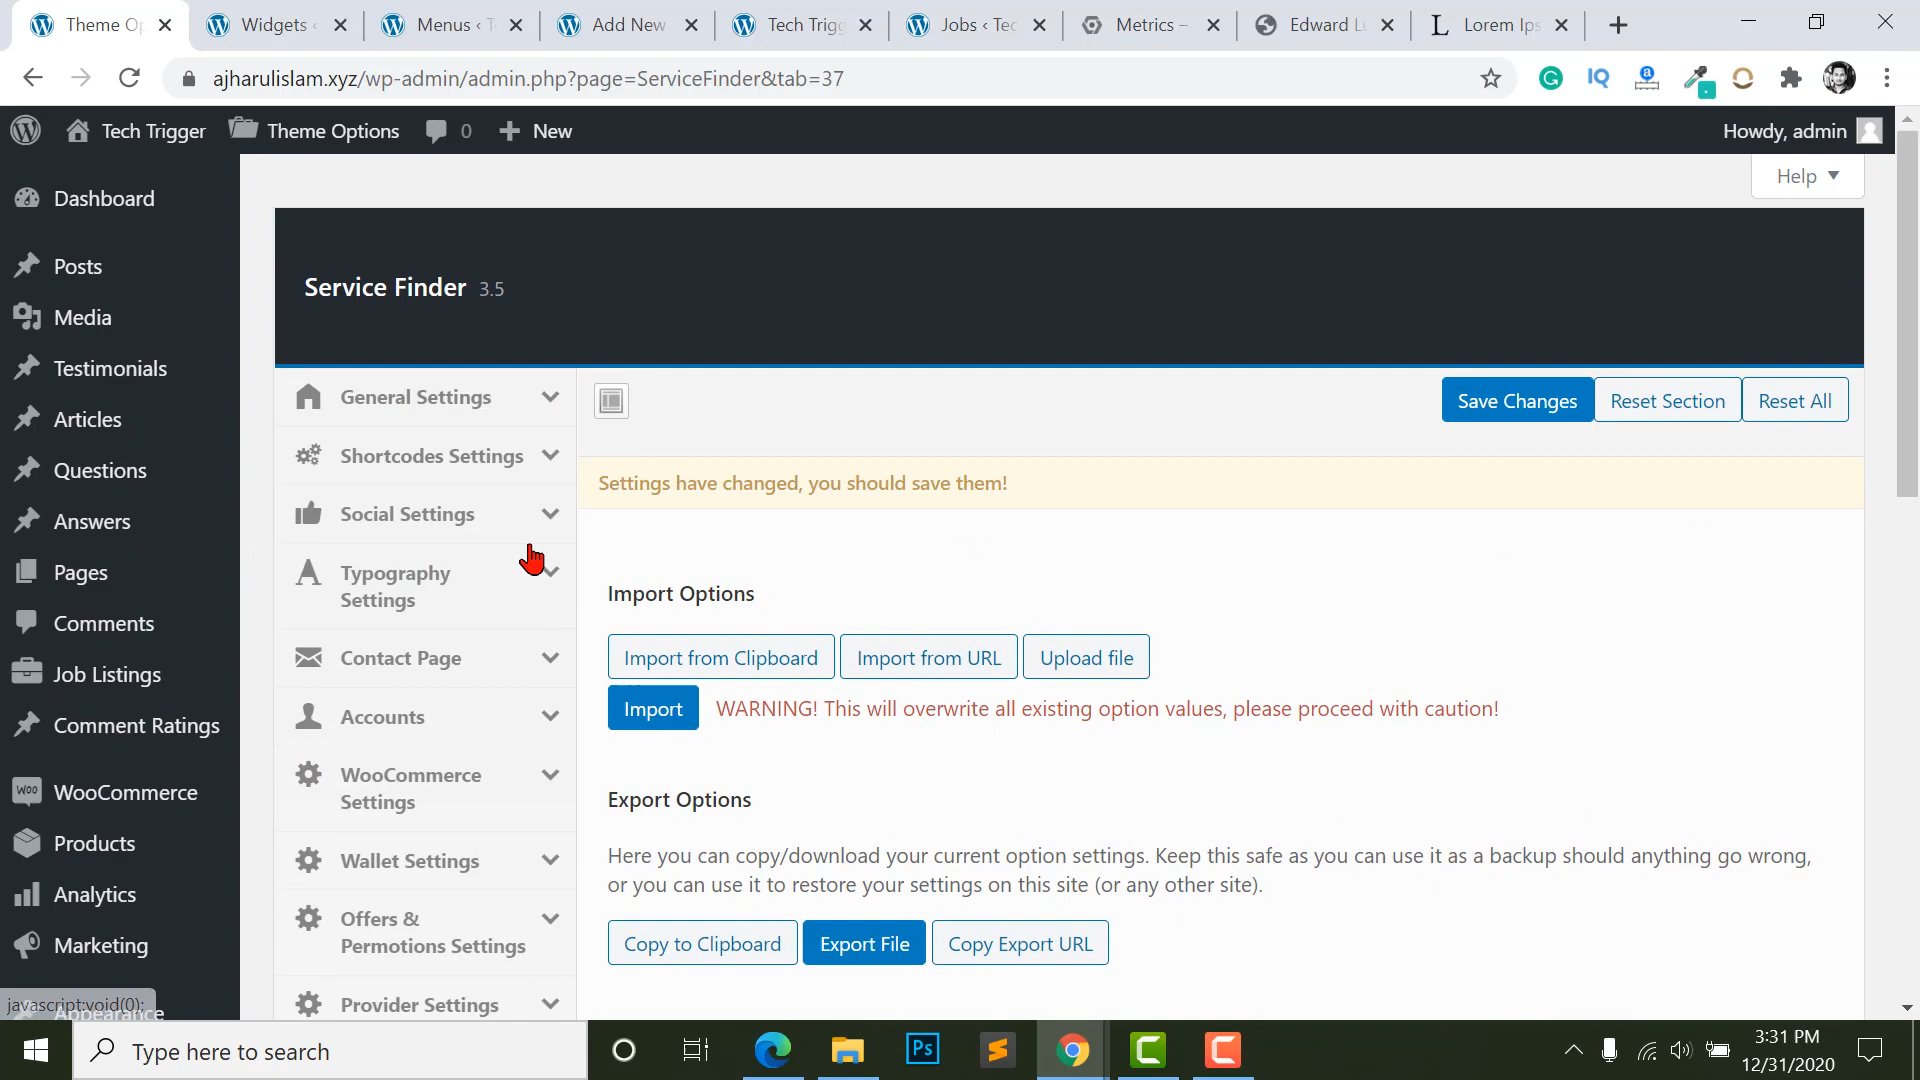 Theme Op
Widgets ‹
Menus ‹ T
Add New
Tech Trigg
Jobs ‹ Tec
Metrics –
Edward Lu
Lorem Ips
ajharulislam.xyz/wp-admin/admin.php?page=ServiceFinder&tab=37
Tech Trigger
Theme Options
0
New
Howdy, admin
Help
Dashboard
Posts
Media
Testimonials
Articles
Questions
Answers
Pages
Comments
Job Listings
Comment Ratings
WooCommerce
Products
Analytics
Marketing
Appearance
javascript:void(0);
Service Finder 3.5
General Settings
Shortcodes Settings
Social Settings
Typography
Settings
Contact Page
Accounts
WooCommerce
Settings
Wallet Settings
Offers &
Permotions Settings
Provider Settings
Save Changes
Reset Section
Reset All
Settings have changed, you should save them!
Import Options
Import from Clipboard
Import from URL
Upload file
Import
WARNING! This will overwrite all existing option values, please proceed with caution!
Export Options
Here you can copy/download your current option settings. Keep this safe as you can use it as a backup should anything go wrong,
or you can use it to restore your settings on this site (or any other site).
Copy to Clipboard
Export File
Copy Export URL
Type here to search
Ps
3:31 PM
12/31/2020